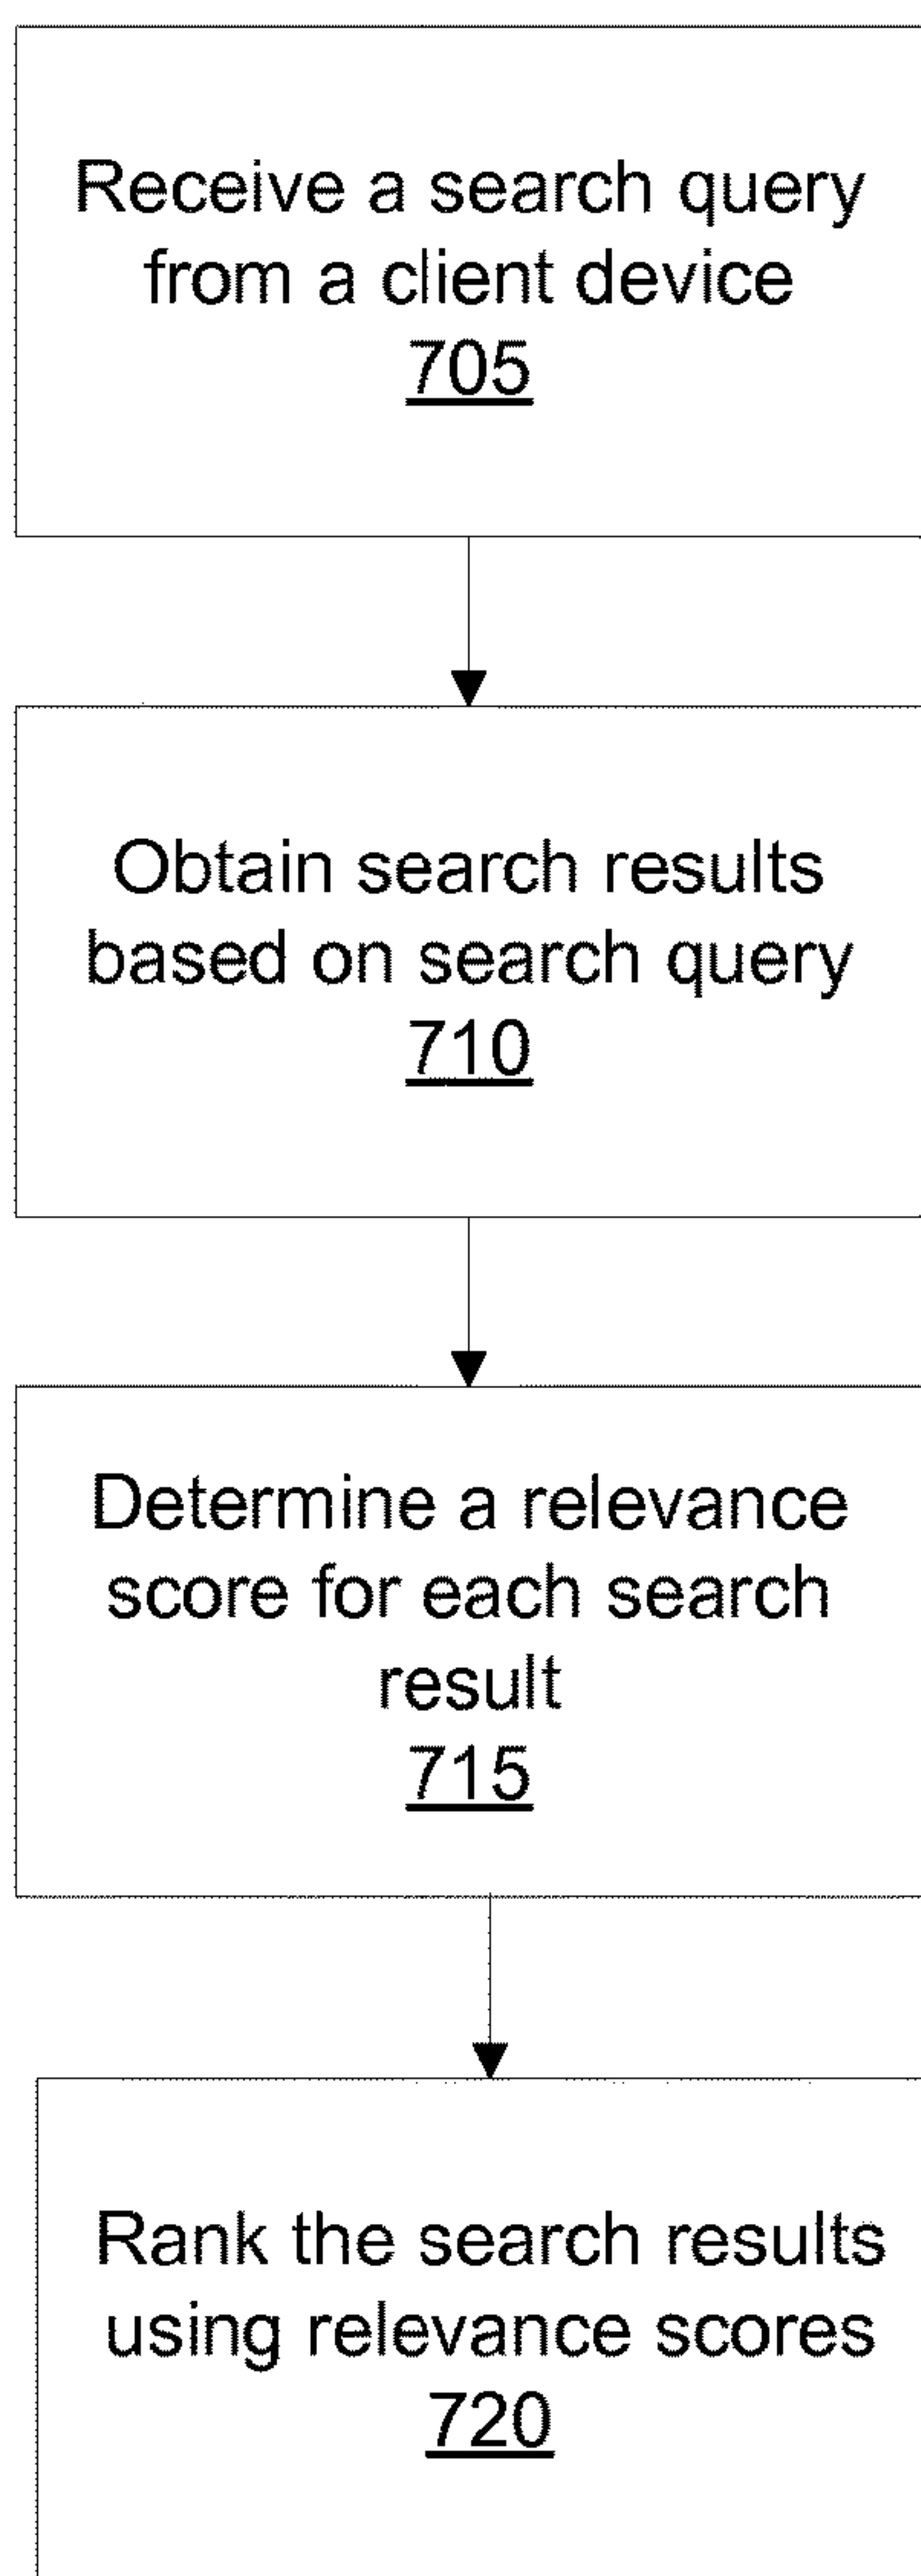 Receive a search query
from a client device
705
Obtain search results
based on search query
710
Determine a relevance
score for each search
result
715
Rank the search results
using relevance scores
720